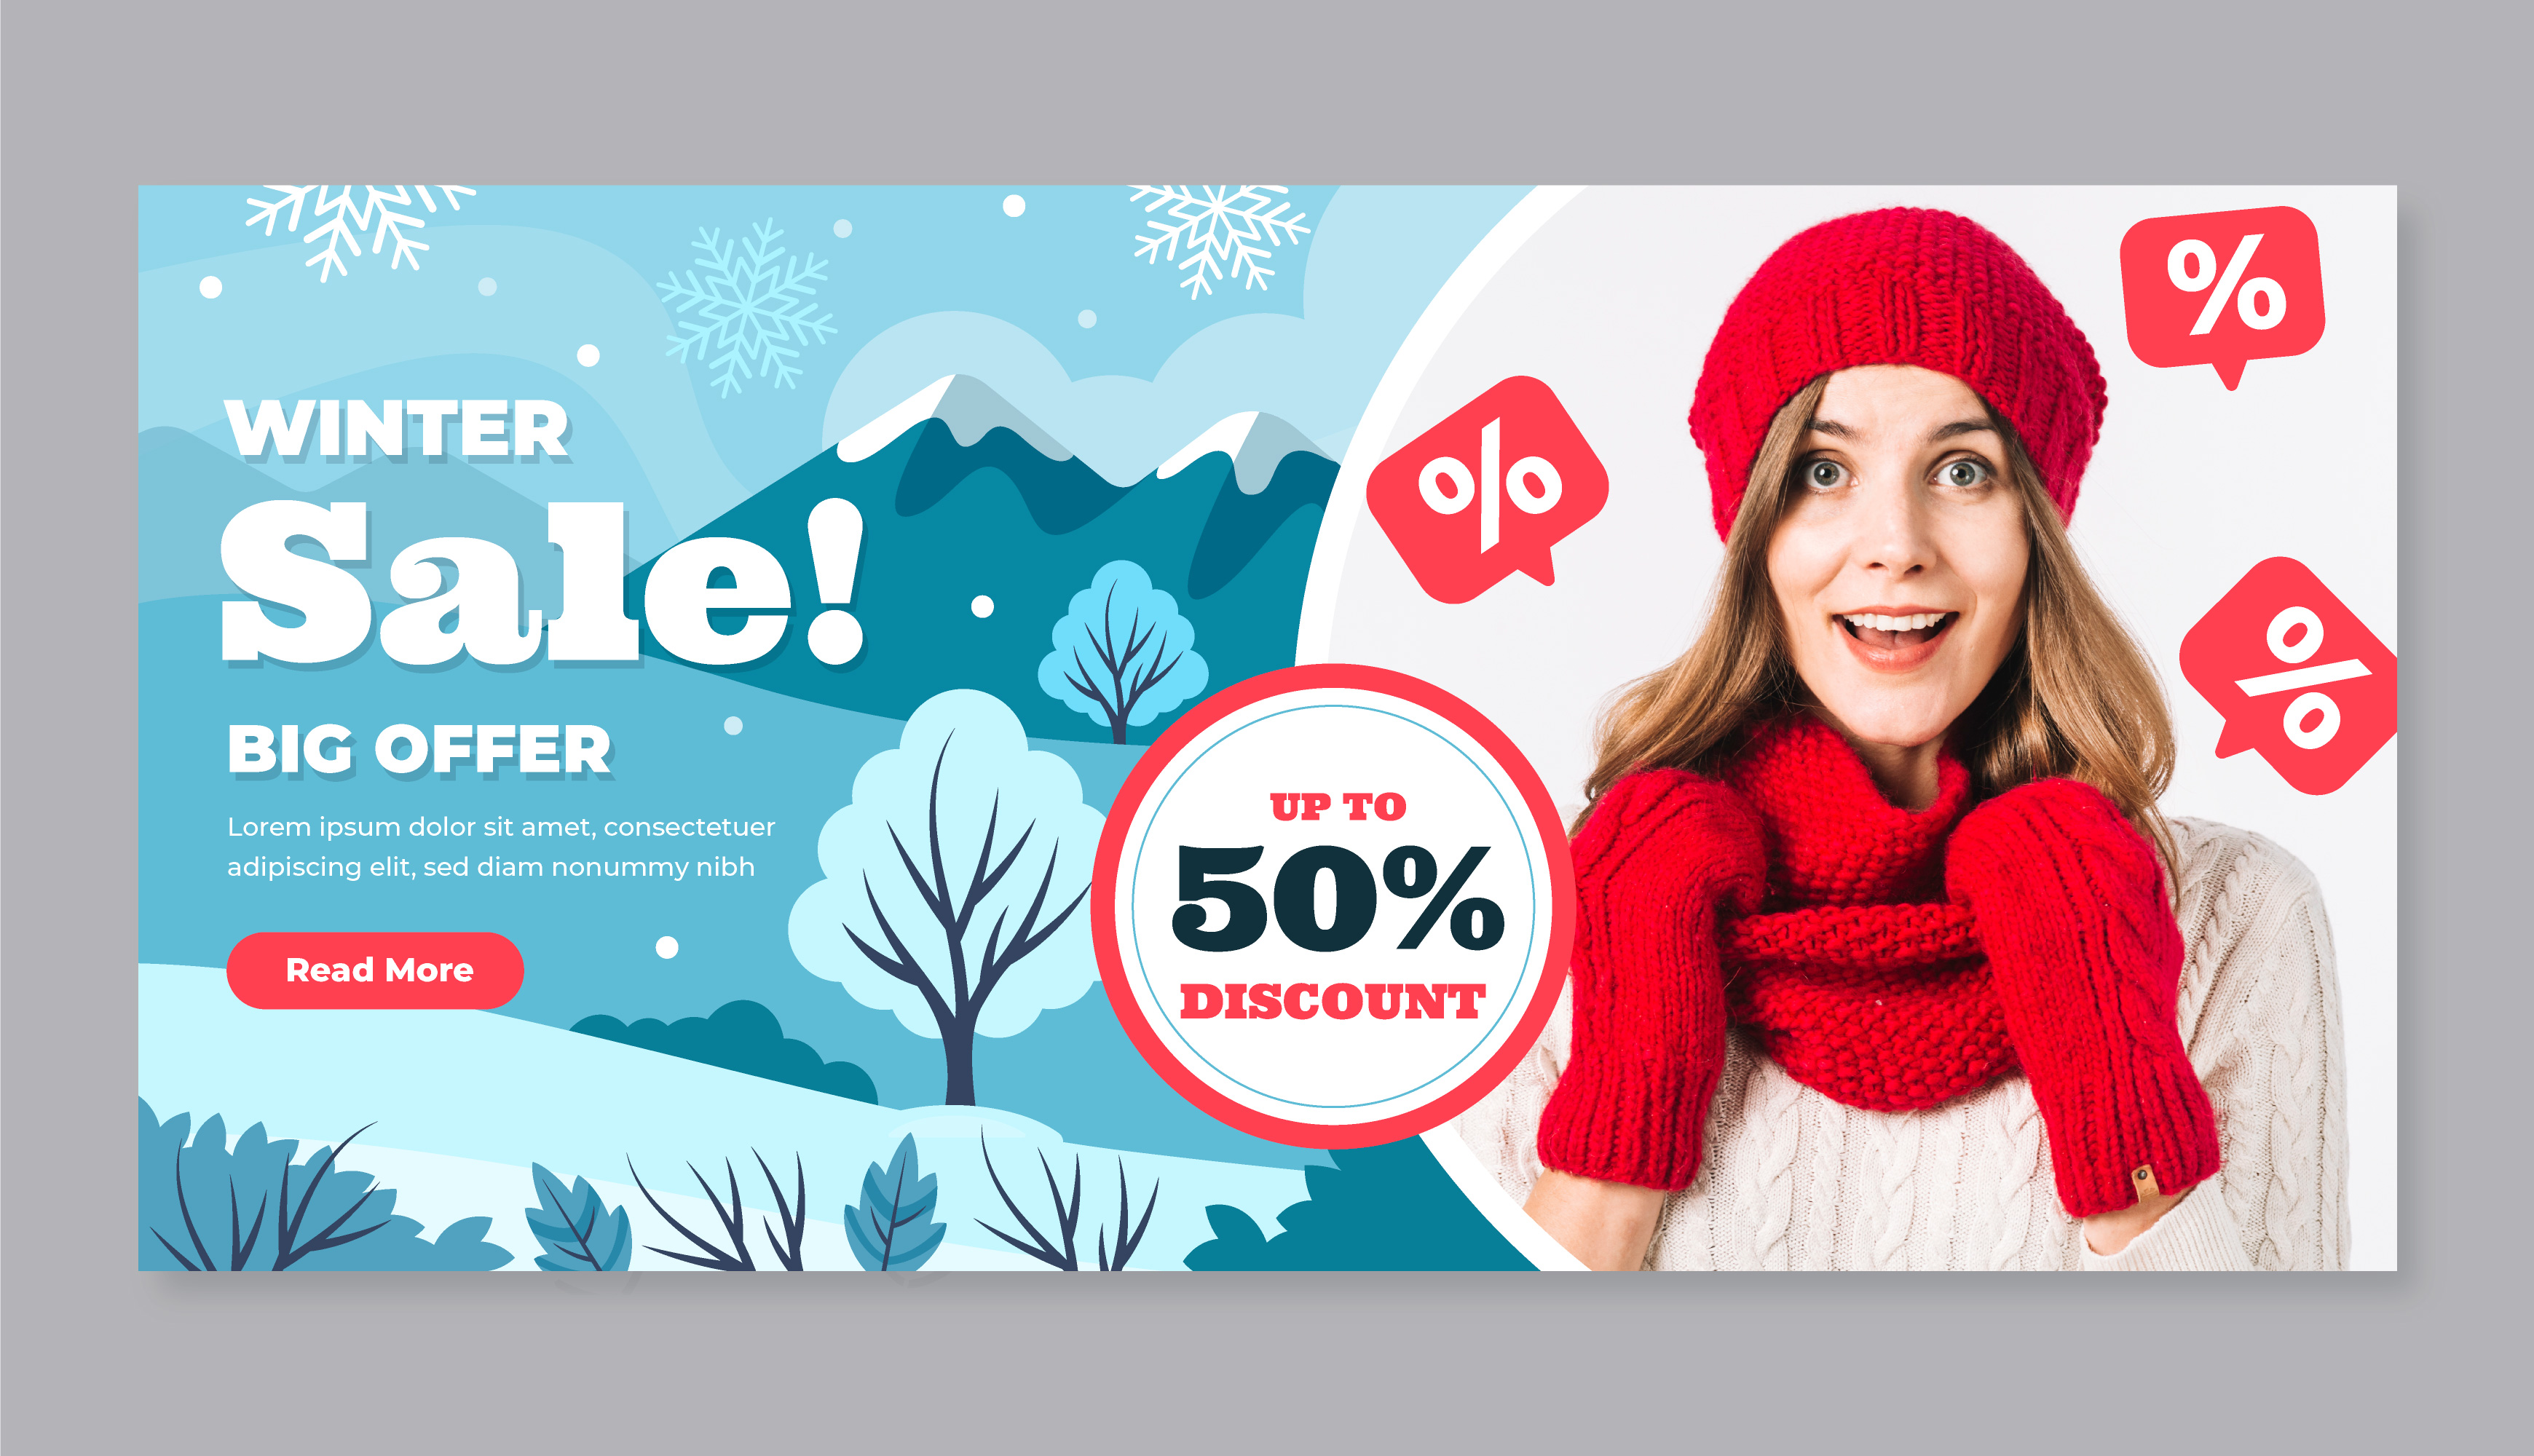 WINTER
Sale!
BIG OFFER
Lorem ipsum dolor sit amet, consectetuer
adipiscing elit, sed diam nonummy nibh
Read More
UP TO
50%
DISCOUNT
%
%
%